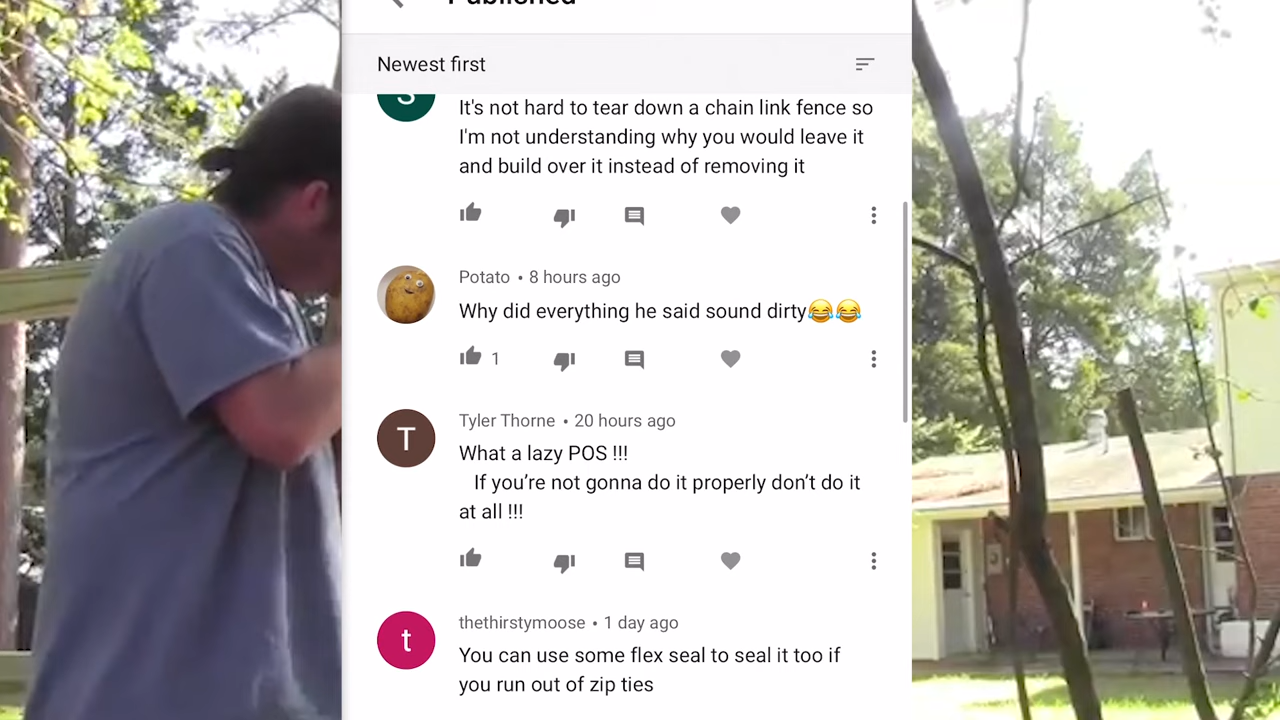 Published
Newest first
S
It's not hard to tear down a chain link fence so
I'm not understanding why you would leave it
and build over it instead of removing it
Potato • 8 hours ago
Why did everything he said sound dirty😂😂
1
T
Tyler Thorne • 20 hours ago
What a lazy POS !!!
If you’re not gonna do it properly don’t do it
at all !!!
t
thethirstymoose • 1 day ago
You can use some flex seal to seal it too if
you run out of zip ties